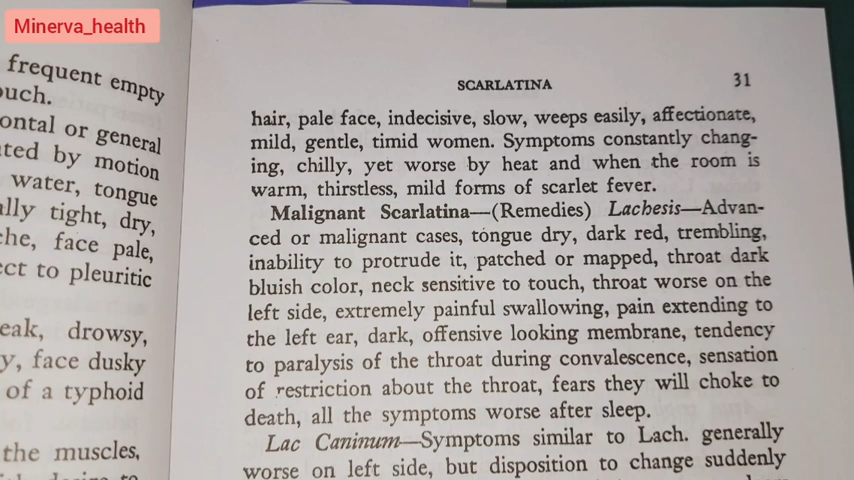 Minerva_health
frequent empty
ouch.
ontal or general
ted by motion
water, tongue
lly tight, dry,
che, face pale,
ect to pleuritic
eak, drowsy,
y, face dusky
of a typhoid
the muscles,
SCARLATINA 31
hair, pale face, indecisive, slow, weeps easily, affectionate,
mild, gentle, timid women. Symptoms constantly chang-
ing, chilly, yet worse by heat and when the room is
warm, thirstless, mild forms of scarlet fever.
Malignant Scarlatina—(Remedies) Lachesis—Advan-
ced or malignant cases, tongue dry, dark red, trembling,
inability to protrude it, patched or mapped, throat dark
bluish color, neck sensitive to touch, throat worse on the
left side, extremely painful swallowing, pain extending to
the left ear, dark, offensive looking membrane, tendency
to paralysis of the throat during convalescence, sensation
of restriction about the throat, fears they will choke to
death, all the symptoms worse after sleep.
Lac Caninum—Symptoms similar to Lach. generally
worse on left side, but disposition to change suddenly